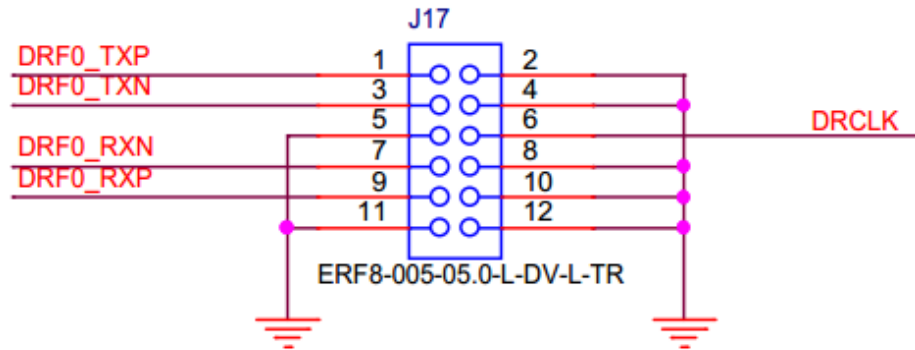 J17
DRF0_TXP 1 2
DRF0_TXN 3 4
5 6 DRCLK
DRF0_RXN 7 8
DRF0_RXP 9 10
11 12
ERF8-005-05.0-L-DV-L-TR